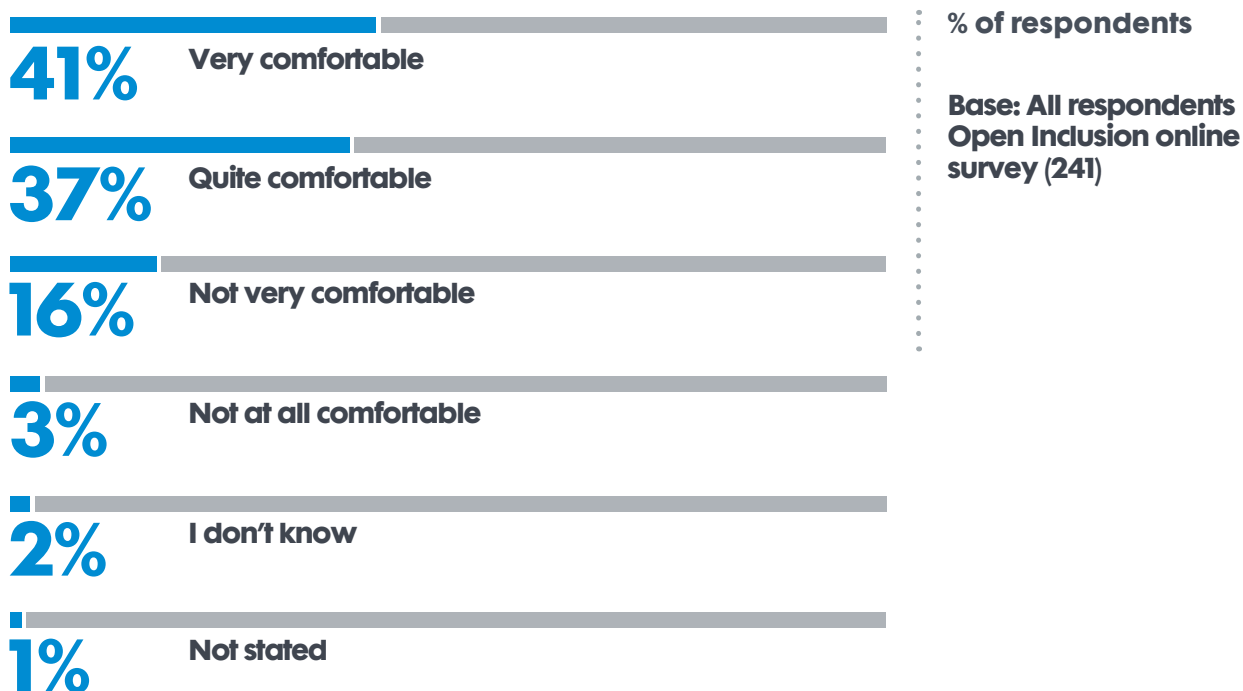 41%
Very comfortable
37%
Quite comfortable
16%
Not very comfortable
3%
Not at all comfortable
2%
I don’t know
1%
Not stated
% of respondents
Base: All respondents
Open Inclusion online
survey (241)